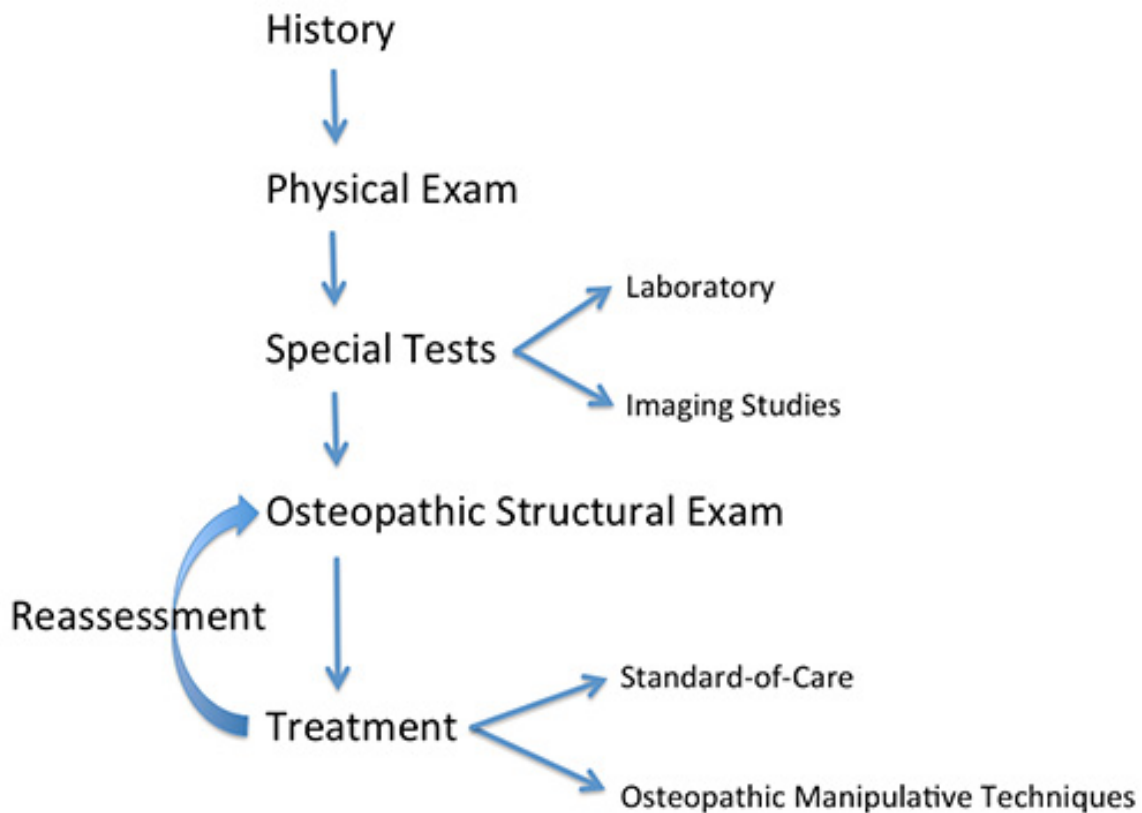 History
Physical Exam
Special Tests
Laboratory
Imaging Studies
Osteopathic Structural Exam
Reassessment
Treatment
Standard-of-Care
Osteopathic Manipulative Techniques